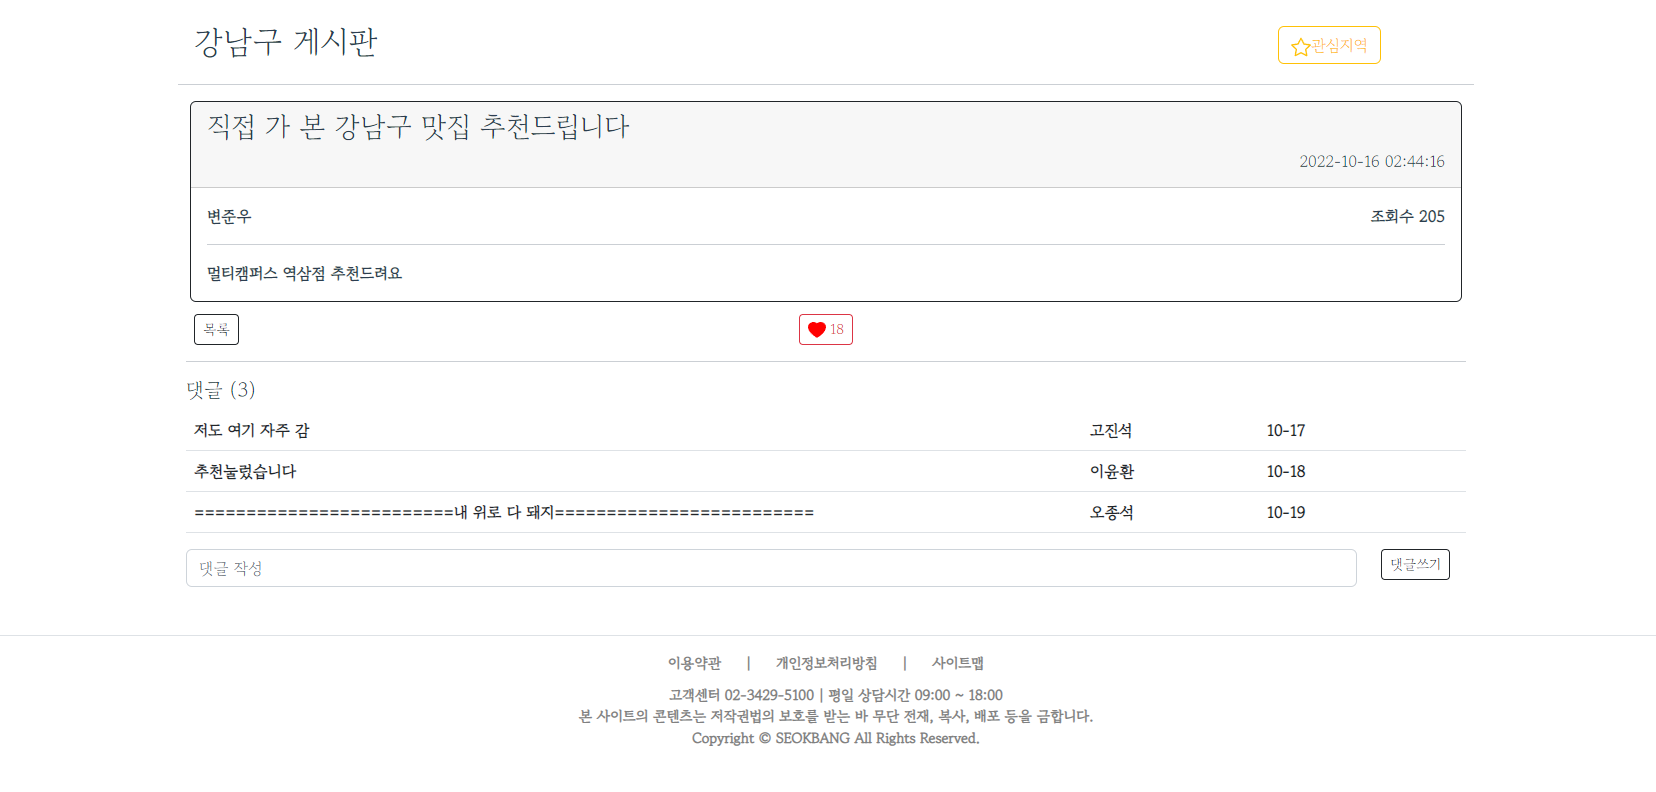 강남구 게시판
관심지역
직접 가 본 강남구 맛집 추천드립니다
2022-10-16 02:44:16
변준우 조회수 205
멀티캠퍼스 역삼점 추천드려요
목록 18
댓글 (3)
저도 여기 자주 감 고진석 10-17
추천눌렀습니다 이윤환 10-18
=========================내 위로 다 돼지========================= 오종석 10-19
댓글 작성 댓글쓰기
이용약관 | 개인정보처리방침 | 사이트맵
고객센터 02-3429-5100 | 평일 상담시간 09:00 ~ 18:00
본 사이트의 콘텐츠는 저작권법의 보호를 받는 바 무단 전재, 복사, 배포 등을 금합니다.
Copyright © SEOKBANG All Rights Reserved.